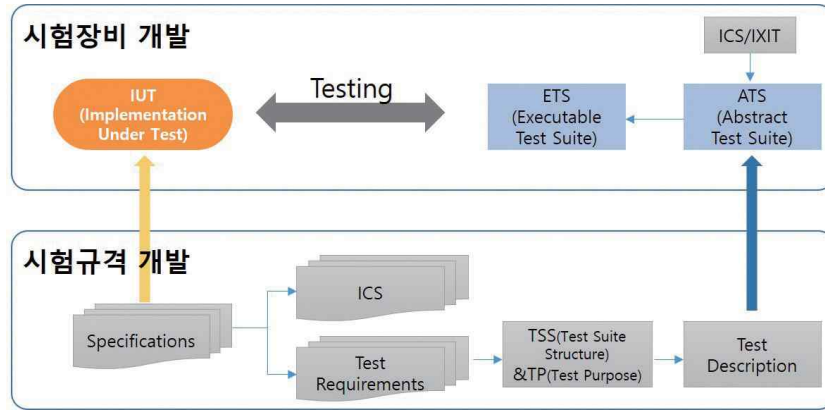 시험장비 개발
ICS/IXIT
IUT
(Implementation
Under Test)
Testing
ETS
(Executable
Test Suite)
ATS
(Abstract
Test Suite)
시험규격 개발
Specifications
ICS
Test
Requirements
TSS(Test Suite
Structure)
&TP(Test Purpose)
Test
Description